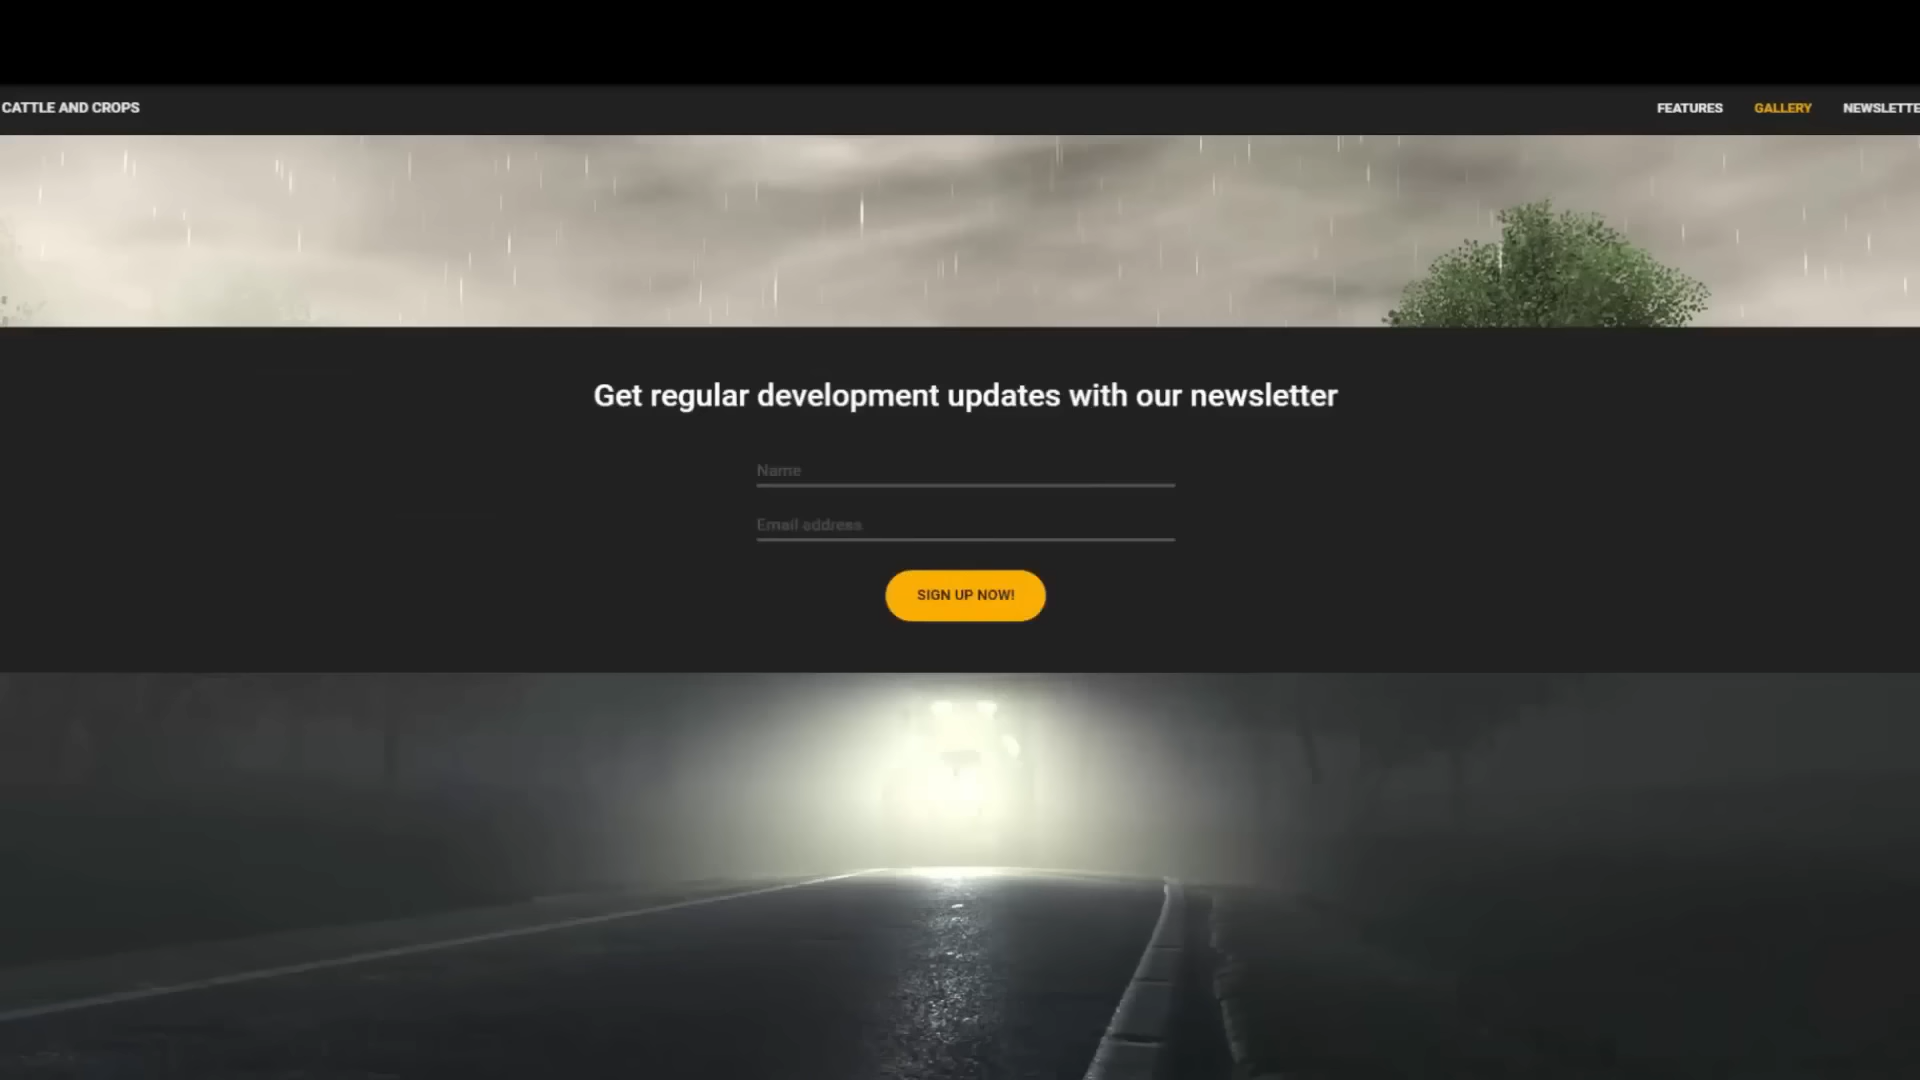 CATTLE AND CROPS
FEATURES GALLERY NEWSLETTE
Get regular development updates with our newsletter
Name
Email address
SIGN UP NOW!